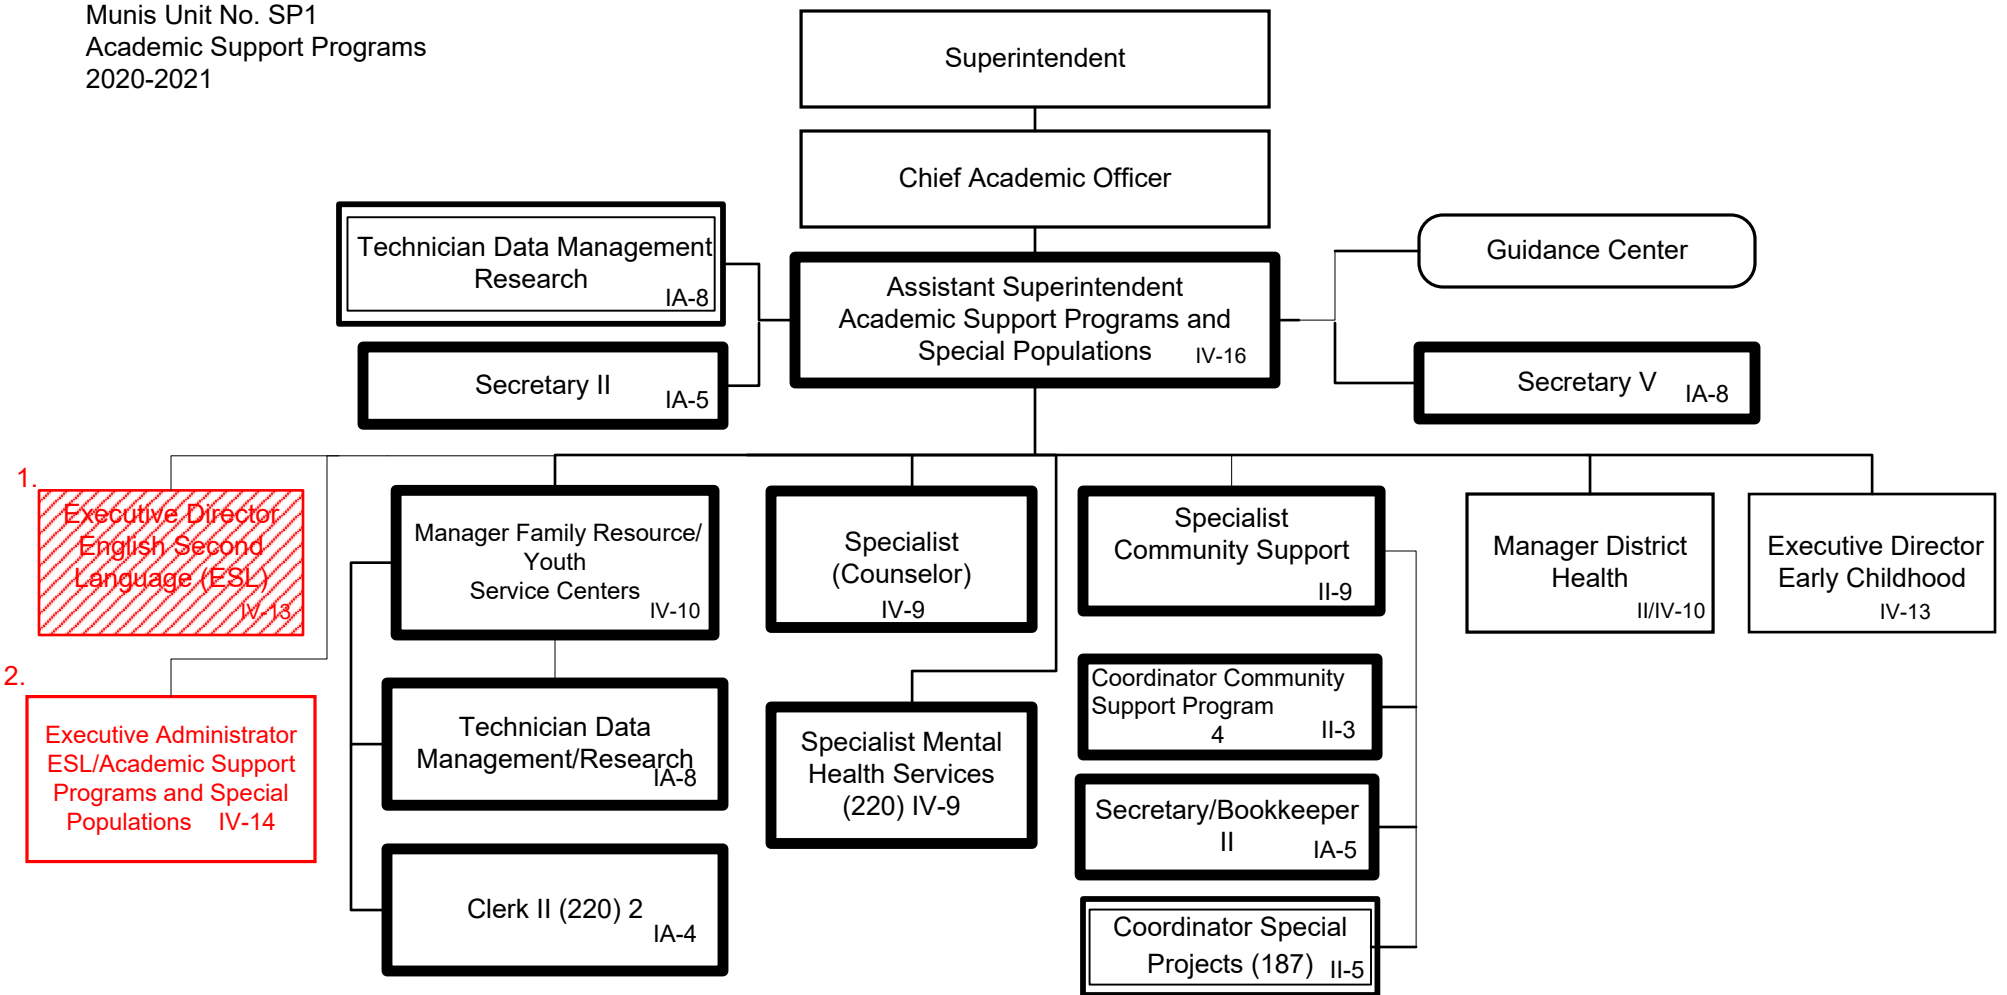 Munis Unit No. SP1
Academic Support Programs
2020-2021
Superintendent
Chief Academic Officer
Technician Data Management
Research
IA-8
Secretary II
IA-5
Assistant Superintendent
Academic Support Programs and
Special Populations IV-16
Guidance Center
Secretary V IA-8
1.
Executive Director
English Second
Language (ESL)
IV-13
2.
Executive Administrator
ESL/Academic Support
Programs and Special
Populations IV-14
Manager Family Resource/
Youth
Service Centers
IV-10
Technician Data
Management/Research
IA-8
Clerk II (220) 2
IA-4
Specialist
(Counselor)
IV-9
Specialist Mental
Health Services
(220) IV-9
Specialist
Community Support
II-9
Coordinator Community
Support Program
4 II-3
Secretary/Bookkeeper
II IA-5
Coordinator Special
Projects (187) II-5
Manager District
Health
II/IV-10
Executive Director
Early Childhood
IV-13